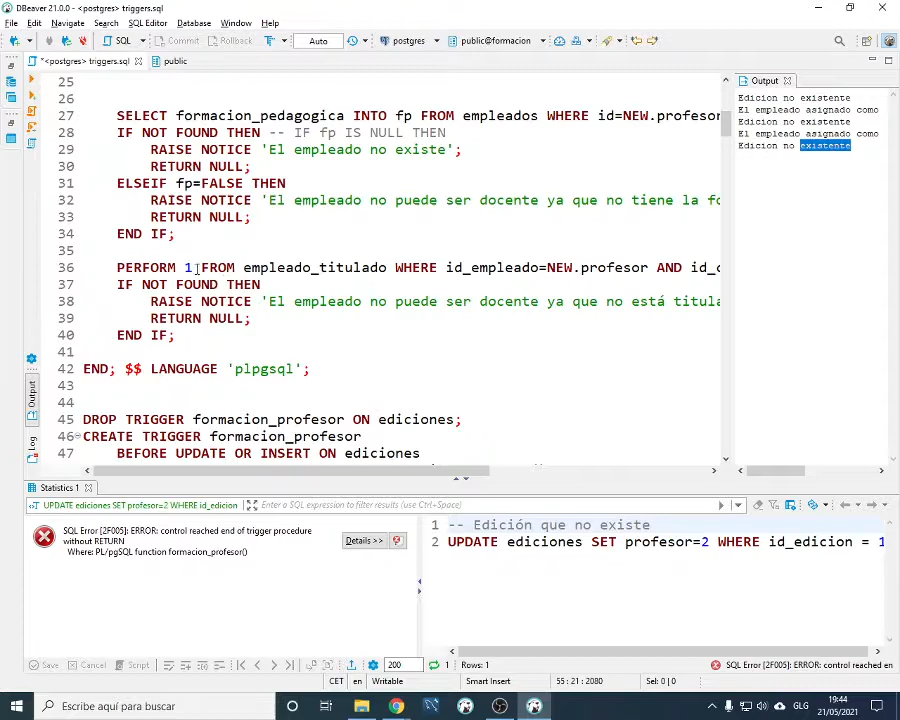 DBeaver 21.0.0 - <postgres> triggers.sql
File Edit Navigate Search SQL Editor Database Window Help
SQL Commit Rollback T Auto postgres public@formacion
*<postgres> triggers.sql public
Output
25
26
27 SELECT formacion_pedagogica INTO fp FROM empleados WHERE id=NEW.profesor
28 IF NOT FOUND THEN -- IF fp IS NULL THEN
29 RAISE NOTICE 'El empleado no existe';
30 RETURN NULL;
31 ELSEIF fp=FALSE THEN
32 RAISE NOTICE 'El empleado no puede ser docente ya que no tiene la fo
33 RETURN NULL;
34 END IF;
35
36 PERFORM 1 FROM empleado_titulado WHERE id_empleado=NEW.profesor AND id_c
37 IF NOT FOUND THEN
38 RAISE NOTICE 'El empleado no puede ser docente ya que no está titula
39 RETURN NULL;
40 END IF;
41
42 END; $$ LANGUAGE 'plpgsql';
43
44
45 DROP TRIGGER formacion_profesor ON ediciones;
46 CREATE TRIGGER formacion_profesor
47 BEFORE UPDATE OR INSERT ON ediciones
Edicion no existente
El empleado asignado como
Edicion no existente
El empleado asignado como
Edicion no existente
Output
Log
Statistics 1
UPDATE ediciones SET profesor=2 WHERE id_edicion Enter a SQL expression to filter results (use Ctrl+Space)
SQL Error [2F005]: ERROR: control reached end of trigger procedure
without RETURN
Where: PL/pgSQL function formacion_profesor()
Details >>
1 -- Edición que no existe
2 UPDATE ediciones SET profesor=2 WHERE id_edicion = 1
Save Cancel Script 200 1 Rows: 1 SQL Error [2F005]: ERROR: control reached en
CET en Writable Smart Insert 55 : 21 : 2080 Sel: 0 | 0
Escribe aquí para buscar
GLG
19:44
21/05/2021